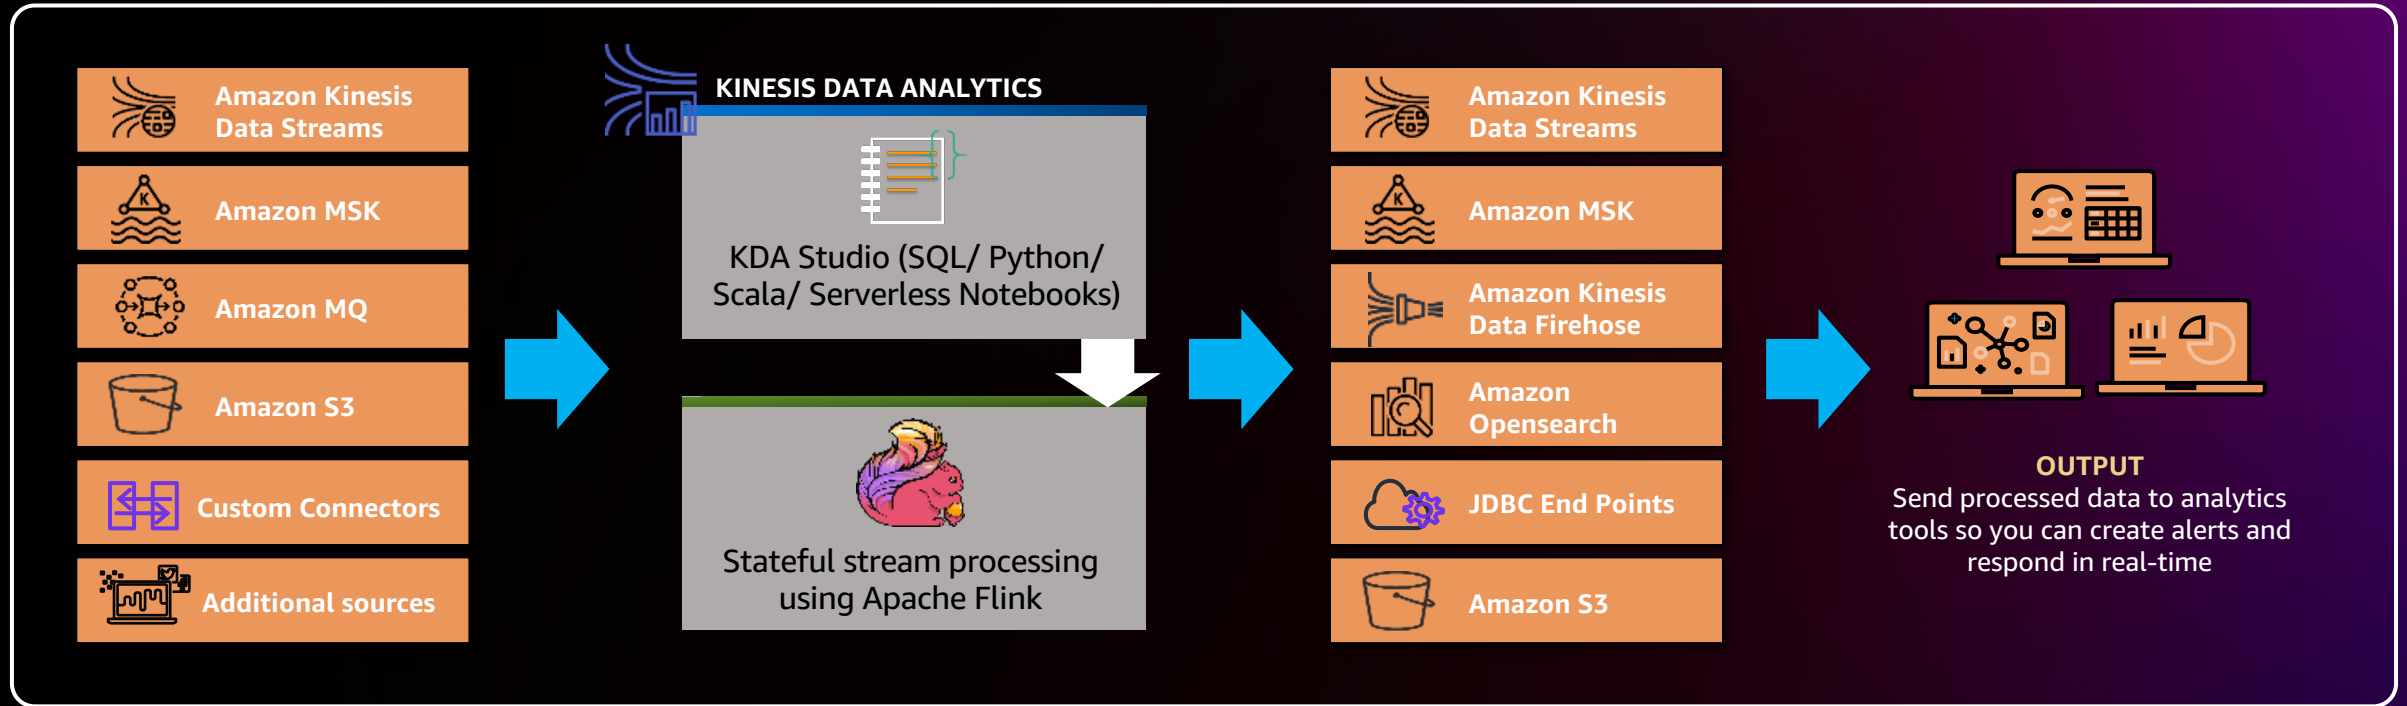 Amazon Kinesis
Data Streams
Amazon MSK
Amazon MQ
Amazon S3
Custom Connectors
Additional sources
KINESIS DATA ANALYTICS
KDA Studio (SQL/ Python/
Scala/ Serverless Notebooks)
Stateful stream processing
using Apache Flink
Amazon Kinesis
Data Streams
Amazon MSK
Amazon Kinesis
Data Firehose
Amazon
Opensearch
JDBC End Points
Amazon S3
OUTPUT
Send processed data to analytics
tools so you can create alerts and
respond in real-time